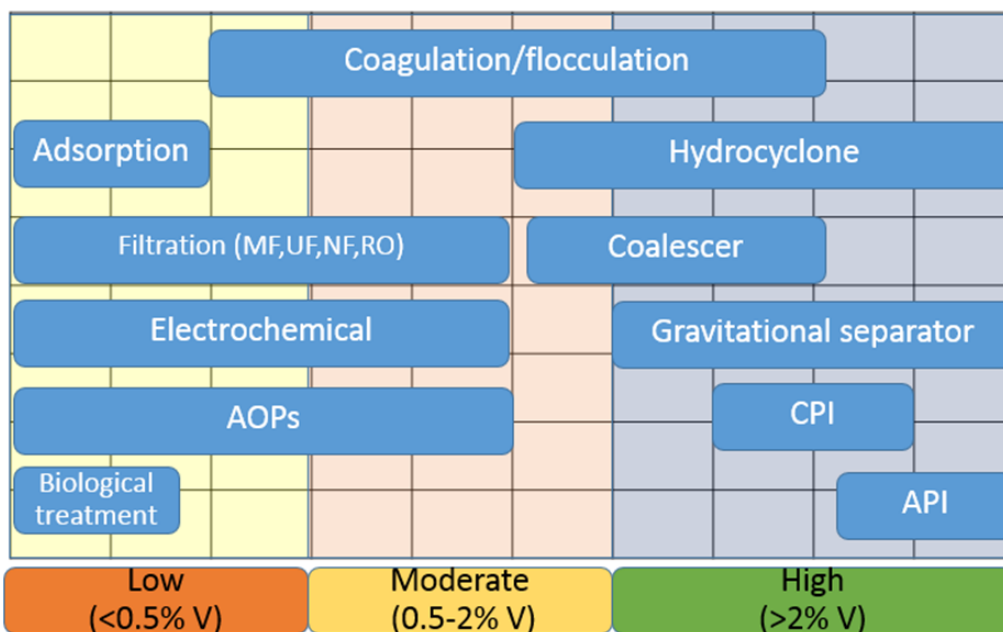 Coagulation/flocculation
Adsorption
Hydrocyclone
Filtration (MF,UF,NF,RO)
Coalescer
Electrochemical
Gravitational separator
AOPs
CPI
Biological
treatment
API
Low
(<0.5% V)
Moderate
(0.5-2% V)
High
(>2% V)